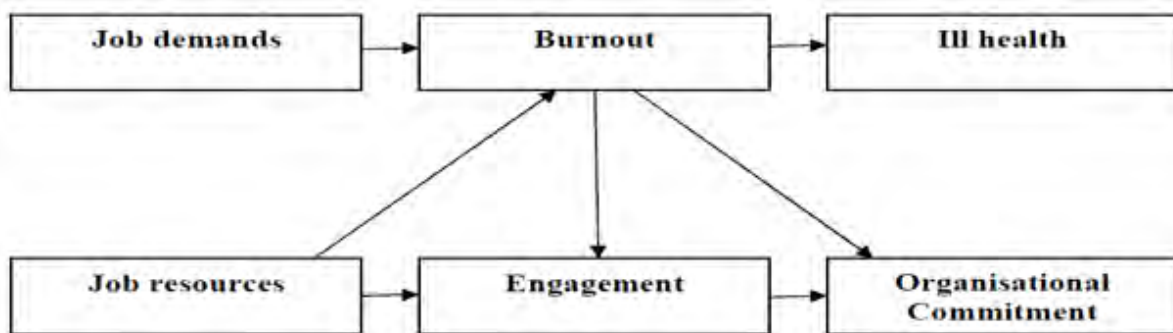 Job demands
Burnout
Ill health
Job resources
Engagement
Organisational
Commitment